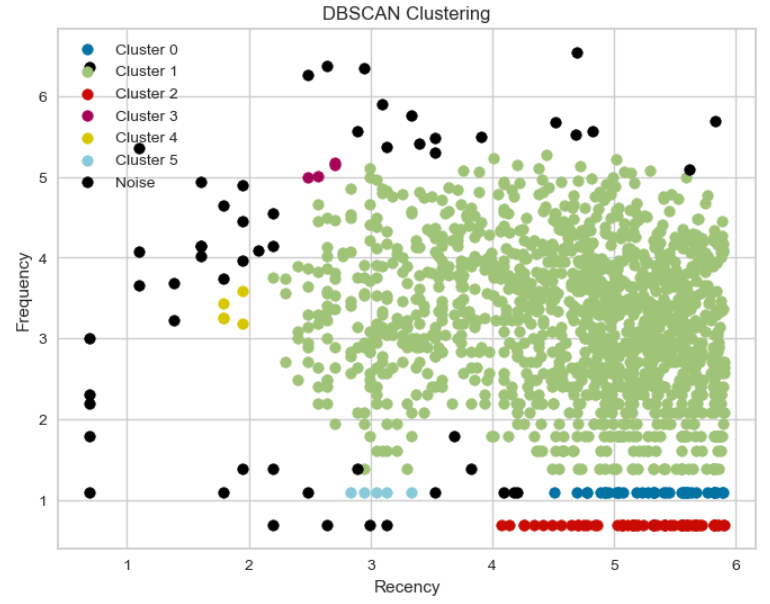 DBSCAN Clustering
Cluster 0
Cluster 1
Cluster 2
Cluster 3
Cluster 4
Cluster 5
Noise
Frequency
6
5
4
3
2
1
1 2 3 4 5 6
Recency